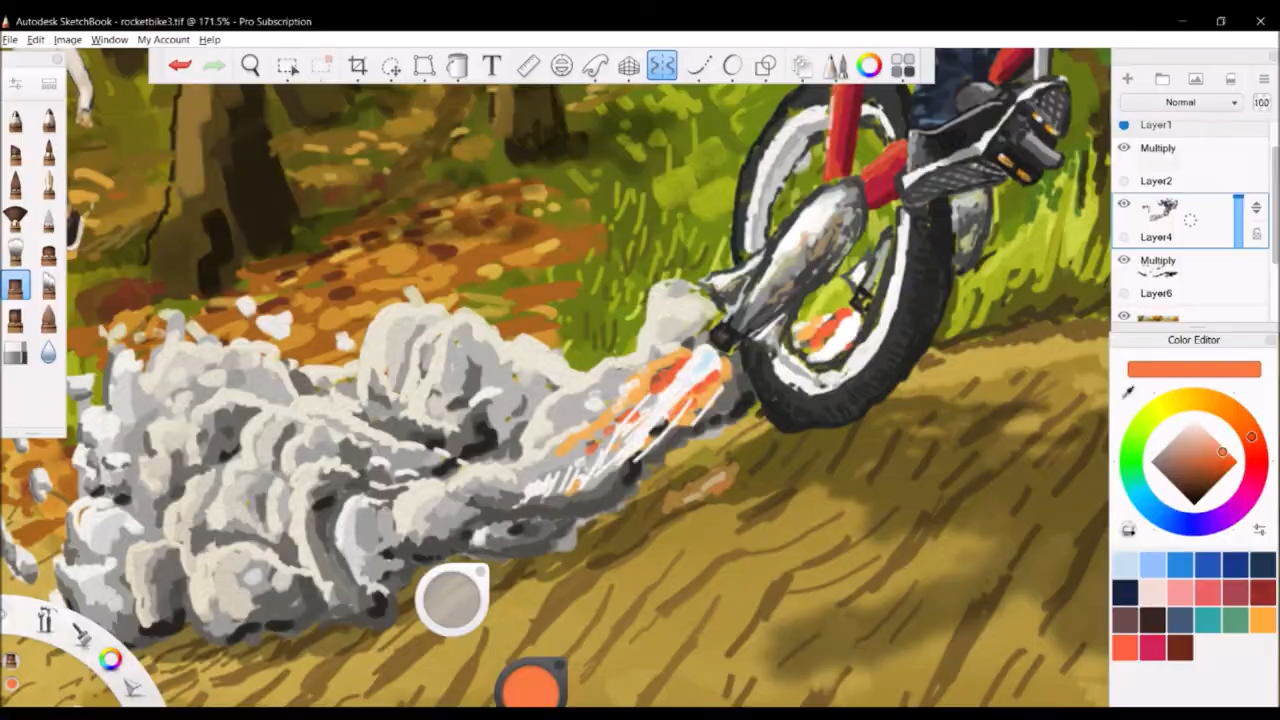 Autodesk SketchBook - rocketbike3.tif @ 171.5% - Pro Subscription
File Edit Image Window My Account Help
T
Normal 100
Layer1
Multiply
Layer2
Layer4
Multiply
Layer6
Color Editor